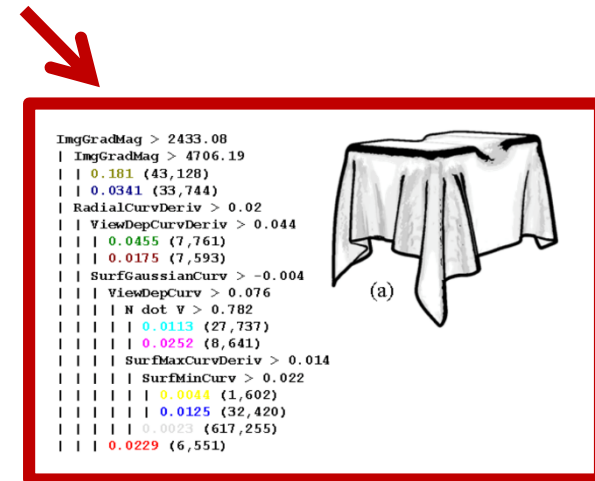 ImgGradMag > 2433.08
| ImgGradMag > 4706.19
| | 0.181 (43,128)
| | 0.0341 (33,744)
| RadialCurvDeriv > 0.02
| | ViewDepCurvDeriv > 0.044
| | | 0.0455 (7,761)
| | | 0.0175 (7,593)
| | SurfGaussianCurv > -0.004
| | | ViewDepCurv > 0.076
| | | | N dot V > 0.782
| | | | | 0.0113 (27,737)
| | | | | 0.0252 (8,641)
| | | | SurfMaxCurvDeriv > 0.014
| | | | | SurfMinCurv > 0.022
| | | | | | 0.0044 (1,602)
| | | | | | 0.0125 (32,420)
| | | | | 0.0023 (617,255)
| | | 0.0229 (6,551)
(a)